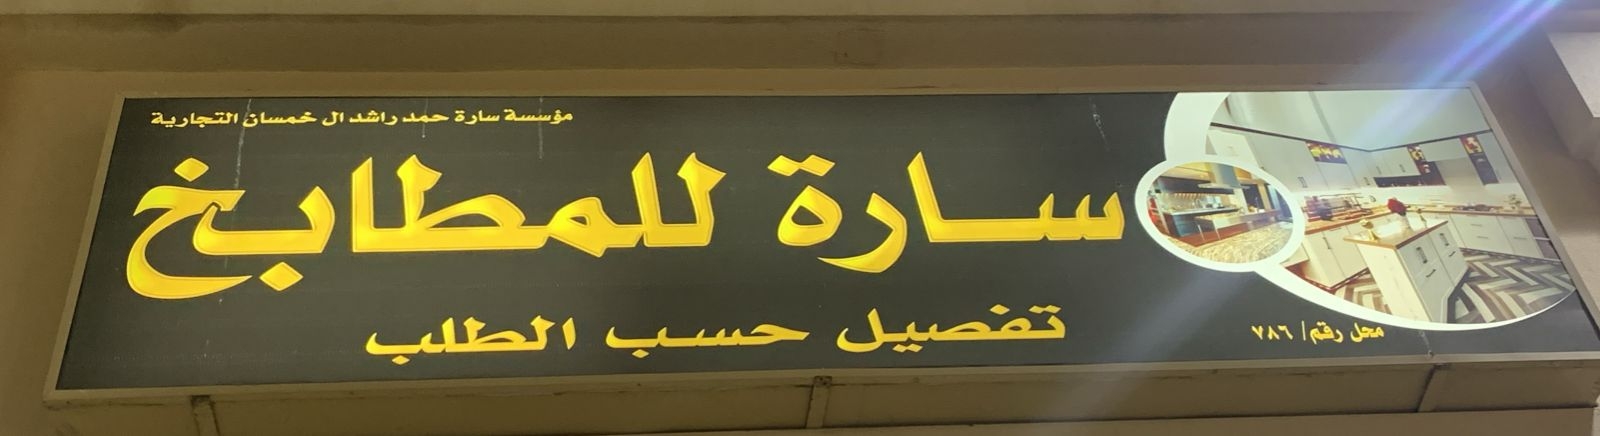 مؤسسة سارة حمد راشد ال خمسان التجارية
سارة للمطابخ
تفصيل حسب الطلب
محل رقم/ ٧٨٦